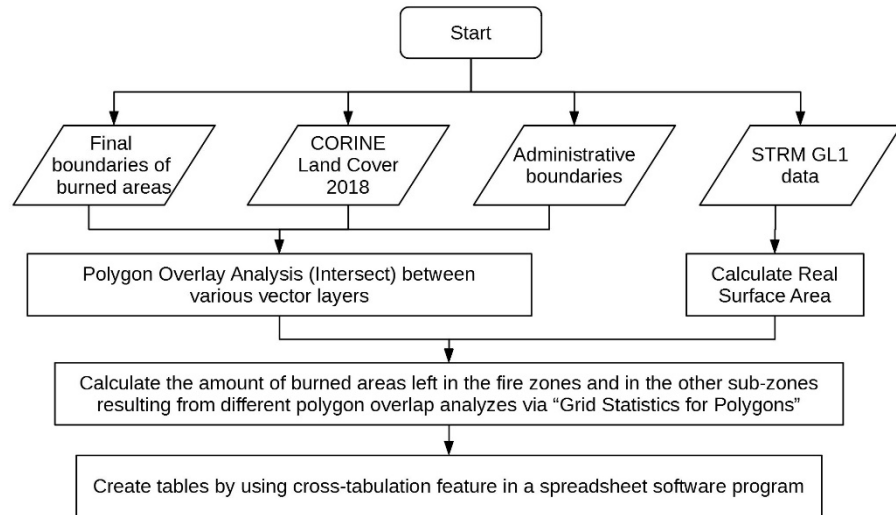 Start
Final
boundaries of
burned areas
CORINE
Land Cover
2018
Administrative
boundaries
STRM GL1
data
Polygon Overlay Analysis (Intersect) between
various vector layers
Calculate Real
Surface Area
Calculate the amount of burned areas left in the fire zones and in the other sub-zones
resulting from different polygon overlap analyzes via “Grid Statistics for Polygons”
Create tables by using cross-tabulation feature in a spreadsheet software program